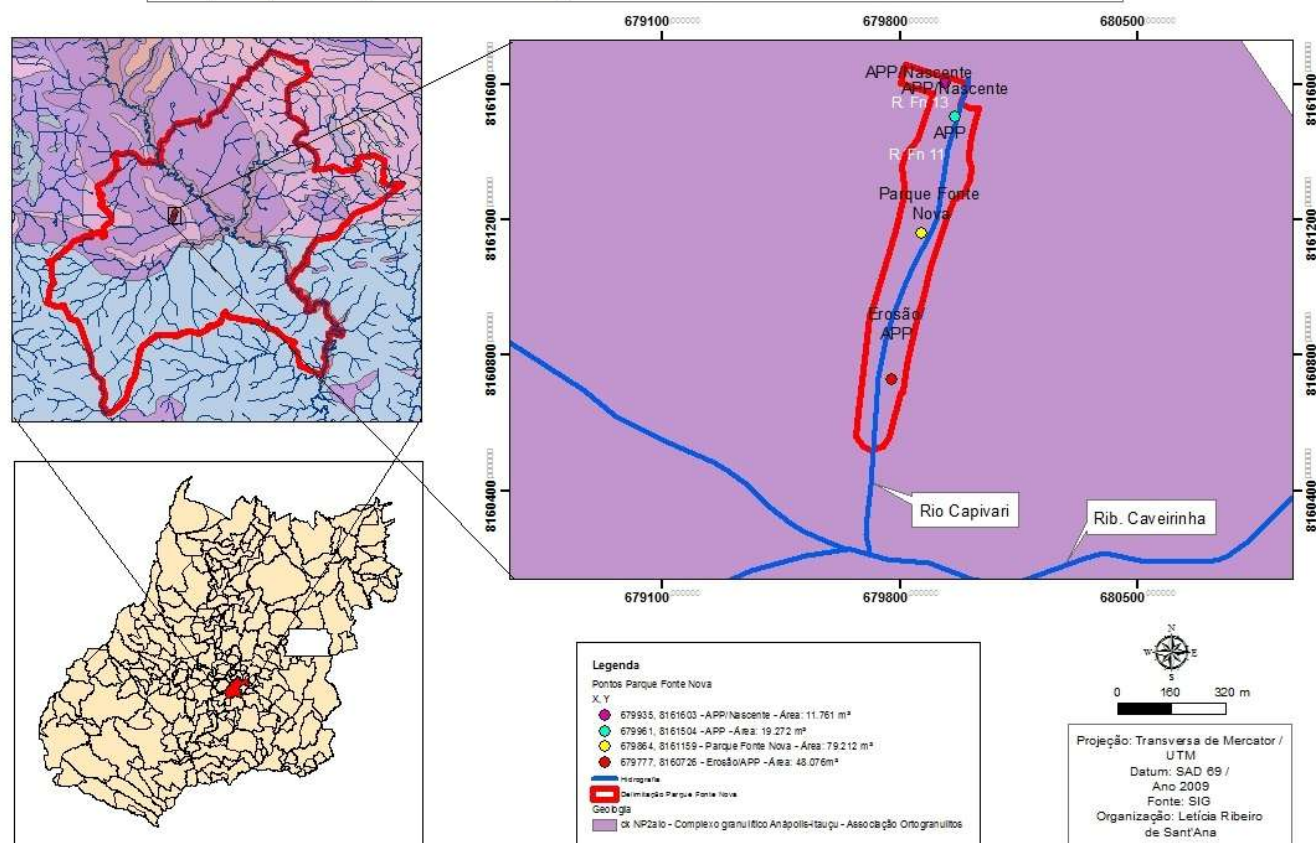 679100
679800
680500
8161600
8161200
8160800
8160400
8161600
8161200
8160800
8160400
APP/Nascente
APP/Nascente
R. Fn 13
APP
R. Fn 11
Parque Fonte
Nova
Erosão/
APP
Rio Capivari
Rib. Caveirinha
679100
679800
680500
Legenda
Pontos Parque Fonte Nova
X, Y
679935, 8161603 - APP/Nascente - Área: 11.761 m²
679961, 8161504 - APP - Área: 19.272 m²
679864, 8161159 - Parque Fonte Nova - Área: 79.212 m²
679777, 8160726 - Erosão/APP - Área: 48.076m²
Hidrografia
Delimitação Parque Fonte Nova
Geologia
NP2alo - Complexo granulítico Anápolis-Itauçu - Associação Ortogranulitos
N
W E
S
0 160 320 m
Projeção: Transversa de Mercator /
UTM
Datum: SAD 69 /
Ano 2009
Fonte: SIG
Organização: Letícia Ribeiro
de Sant'Ana